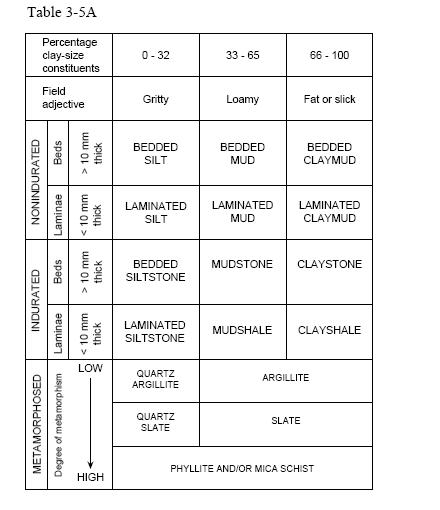 Table 3-5A
Percentage
clay-size
constituents
0 - 32
33 - 65
66 - 100
Field
adjective
Gritty
Loamy
Fat or slick
NONINDURATED
Beds
> 10 mm
thick
BEDDED
SILT
BEDDED
MUD
BEDDED
CLAYMUD
Laminae
< 10 mm
thick
LAMINATED
SILT
LAMINATED
MUD
LAMINATED
CLAYMUD
INDURATED
Beds
> 10 mm
thick
BEDDED
SILTSTONE
MUDSTONE
CLAYSTONE
Laminae
< 10 mm
thick
LAMINATED
SILTSTONE
MUDSHALE
CLAYSHALE
METAMORPHOSED
Degree of metamorphism
LOW
HIGH
QUARTZ
ARGILLITE
ARGILLITE
QUARTZ
SLATE
SLATE
PHYLLITE AND/OR MICA SCHIST